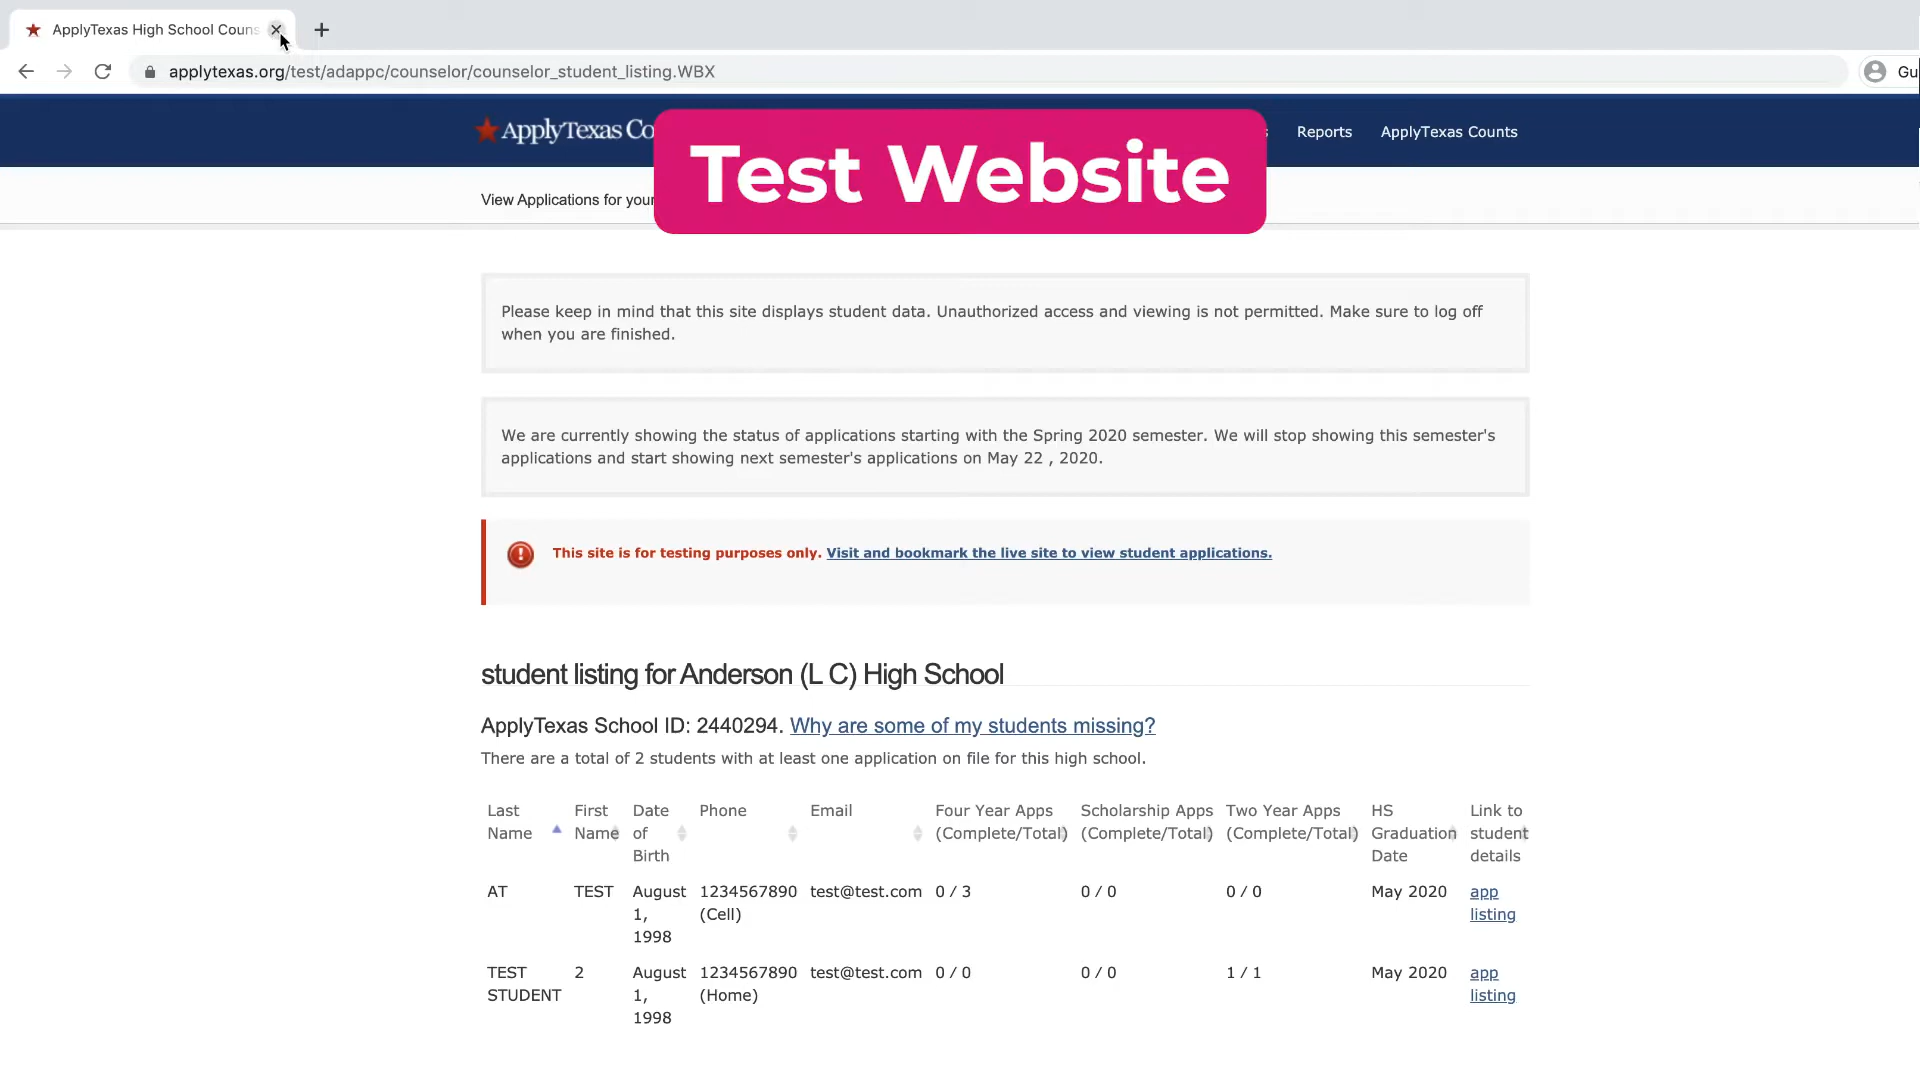 ApplyTexas High School Couns
applytexas.org/test/adappc/counselor/counselor_student_listing.WBX
Gu
ApplyTexas Co
Test Website
s
Reports
ApplyTexas Counts
View Applications for your
Please keep in mind that this site displays student data. Unauthorized access and viewing is not permitted. Make sure to log off
when you are finished.
We are currently showing the status of applications starting with the Spring 2020 semester. We will stop showing this semester's
applications and start showing next semester's applications on May 22 , 2020.
This site is for testing purposes only. Visit and bookmark the live site to view student applications.
student listing for Anderson (L C) High School
ApplyTexas School ID: 2440294. Why are some of my students missing?
There are a total of 2 students with at least one application on file for this high school.
Last First Date Phone Email Four Year Apps Scholarship Apps Two Year Apps HS Link to
Name Name of (Complete/Total) (Complete/Total) (Complete/Total) Graduation student
Birth Date details
AT TEST August 1234567890 test@test.com 0 / 3 0 / 0 0 / 0 May 2020 app
1, (Cell) listing
1998
TEST 2 August 1234567890 test@test.com 0 / 0 0 / 0 1 / 1 May 2020 app
STUDENT 1, (Home) listing
1998